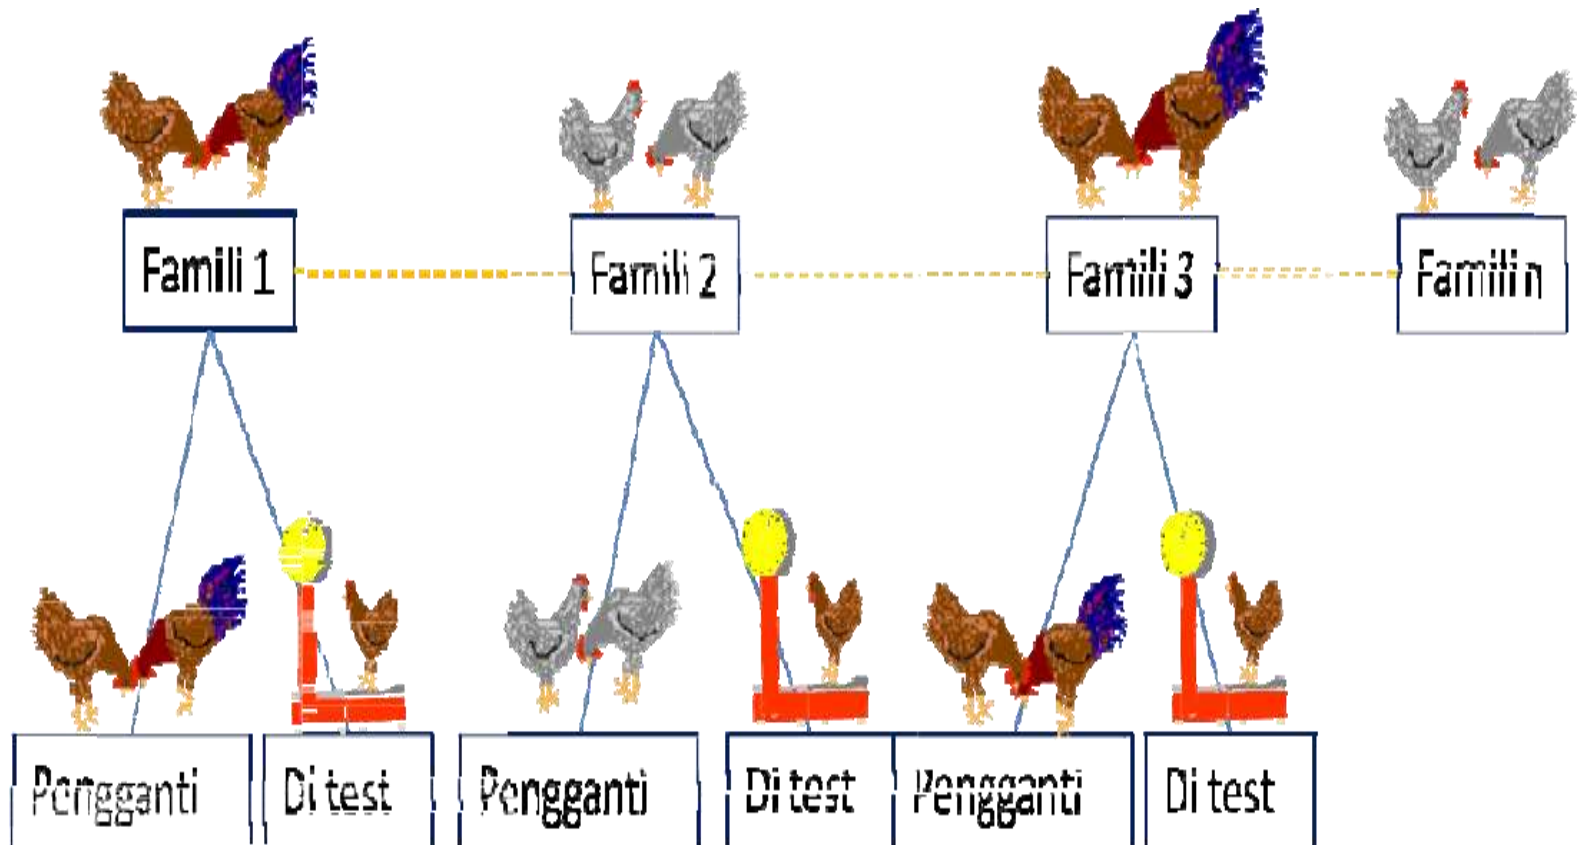 Famili 1
Famili 2
Famili 3
Famili n
Pengganti
Di test
Pengganti
Di test
Pengganti
Di test